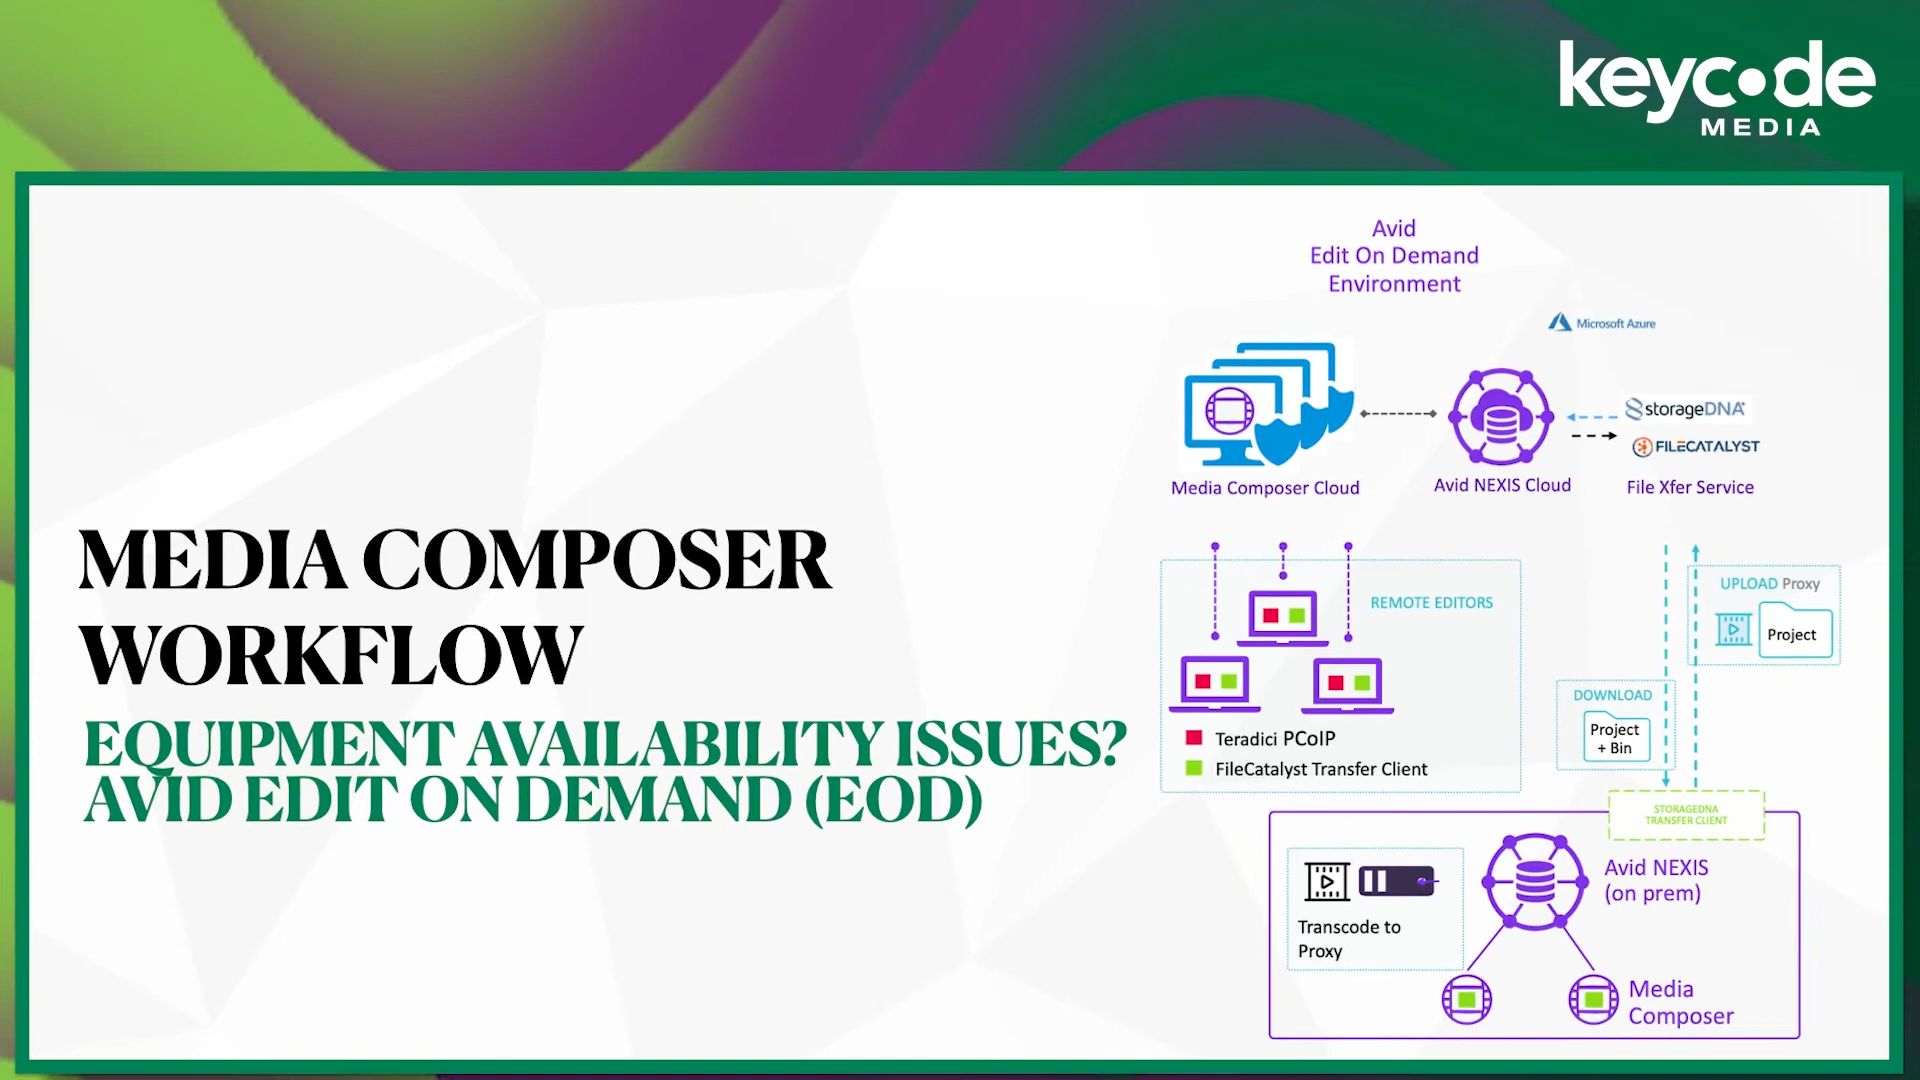 keycode
MEDIA
MEDIA COMPOSER
WORKFLOW
EQUIPMENT AVAILABILITY ISSUES?
AVID EDIT ON DEMAND (EOD)
Avid
Edit On Demand
Environment
Microsoft Azure
storageDNA
FILECATALYST
Media Composer Cloud
Avid NEXIS Cloud
File Xfer Service
REMOTE EDITORS
Teradici PCoIP
FileCatalyst Transfer Client
UPLOAD Proxy
Project
DOWNLOAD
Project
+ Bin
STORAGEDNA
TRANSFER CLIENT
Transcode to
Proxy
Avid NEXIS
(on prem)
Media
Composer